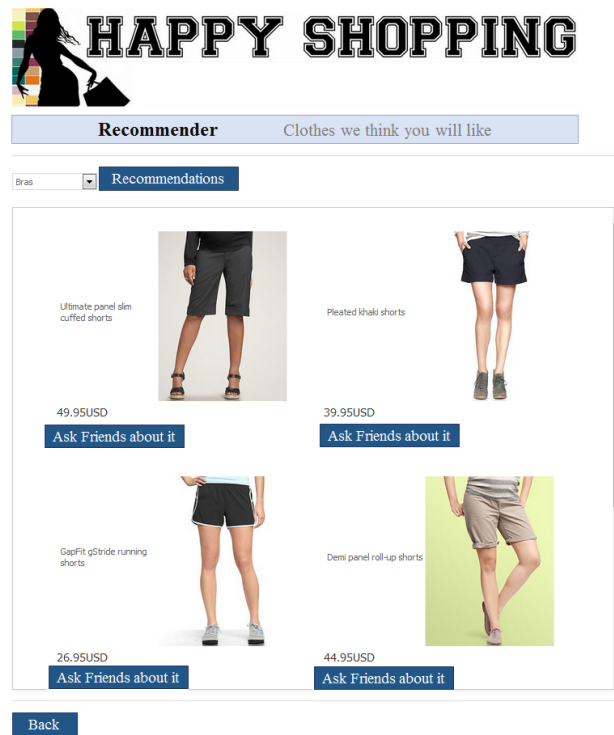 HAPPY SHOPPING
Recommender Clothes we think you will like
Bras Recommendations
Ultimate panel slim
cuffed shorts
49.95USD
Ask Friends about it
Pleated khaki shorts
39.95USD
Ask Friends about it
GapFit gStride running
shorts
26.95USD
Ask Friends about it
Demi panel roll-up shorts
44.95USD
Ask Friends about it
Back